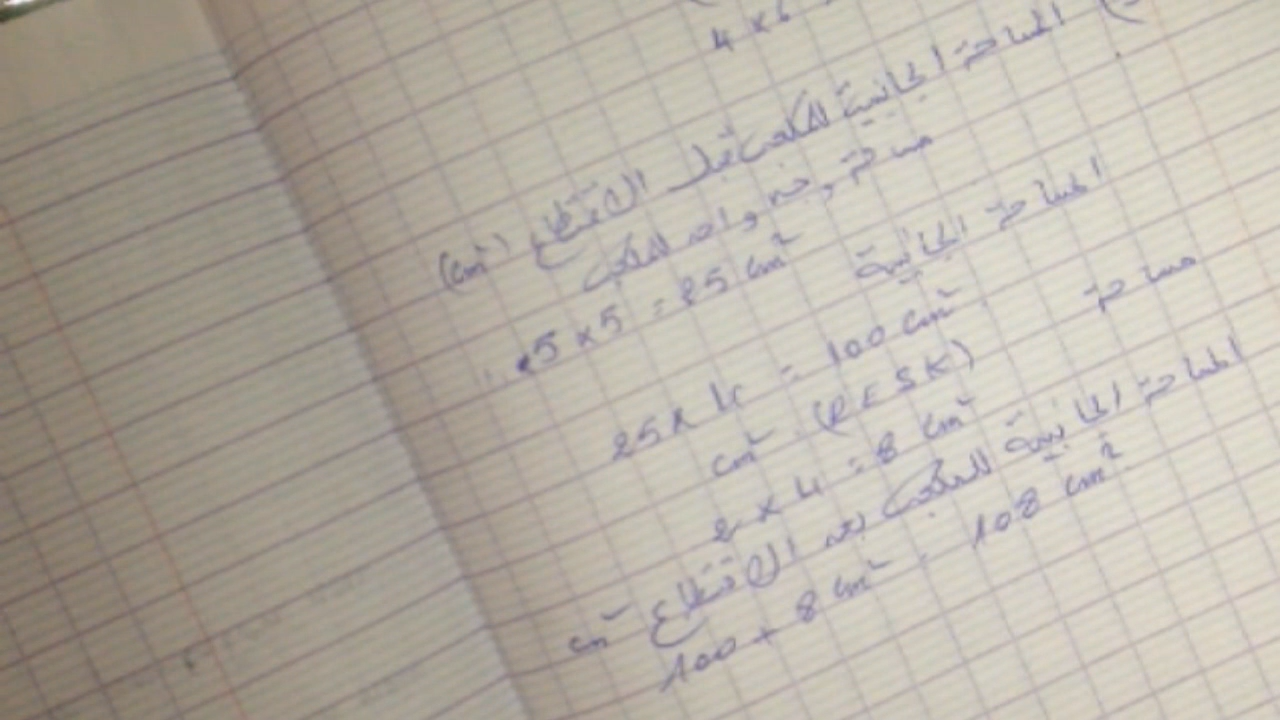 4 x 6
المساحة الجانبية للمكعب قبل الاقتطاع (cm²)
مساحة وجه واحد للمكعب
5 x 5 = 25 cm²
المساحة الجانبية
25 x 4 = 100 cm²
مساحة (RESK) cm²
2 x 4 = 8 cm²
المساحة الجانبية للمكعب بعد الاقتطاع cm²
100 + 8 cm² = 108 cm²